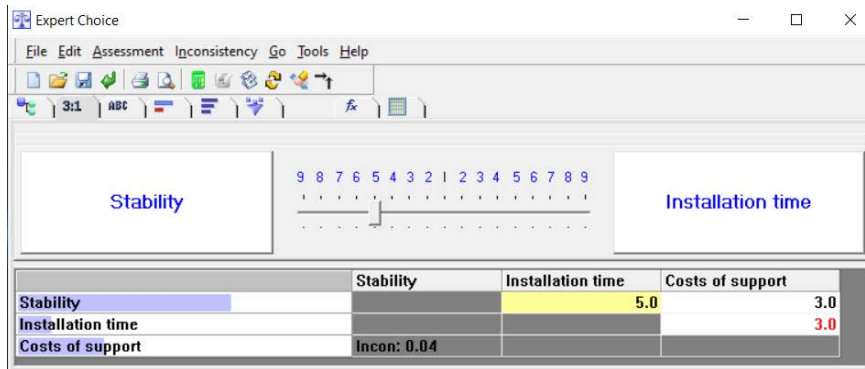 Expert Choice
File Edit Assessment Inconsistency Go Tools Help
3:1 ABC fx
9 8 7 6 5 4 3 2 1 2 3 4 5 6 7 8 9
Stability Installation time
Stability Installation time Costs of support
Stability 5.0 3.0
Installation time 3.0
Costs of support Incon: 0.04